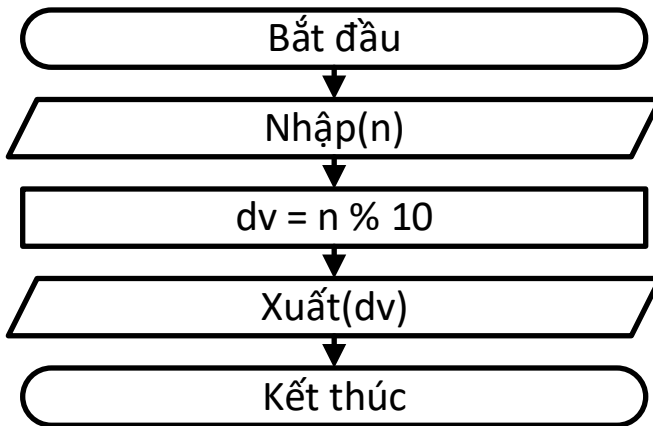 Bắt đầu
Nhập(n)
dv = n % 10
Xuất(dv)
Kết thúc